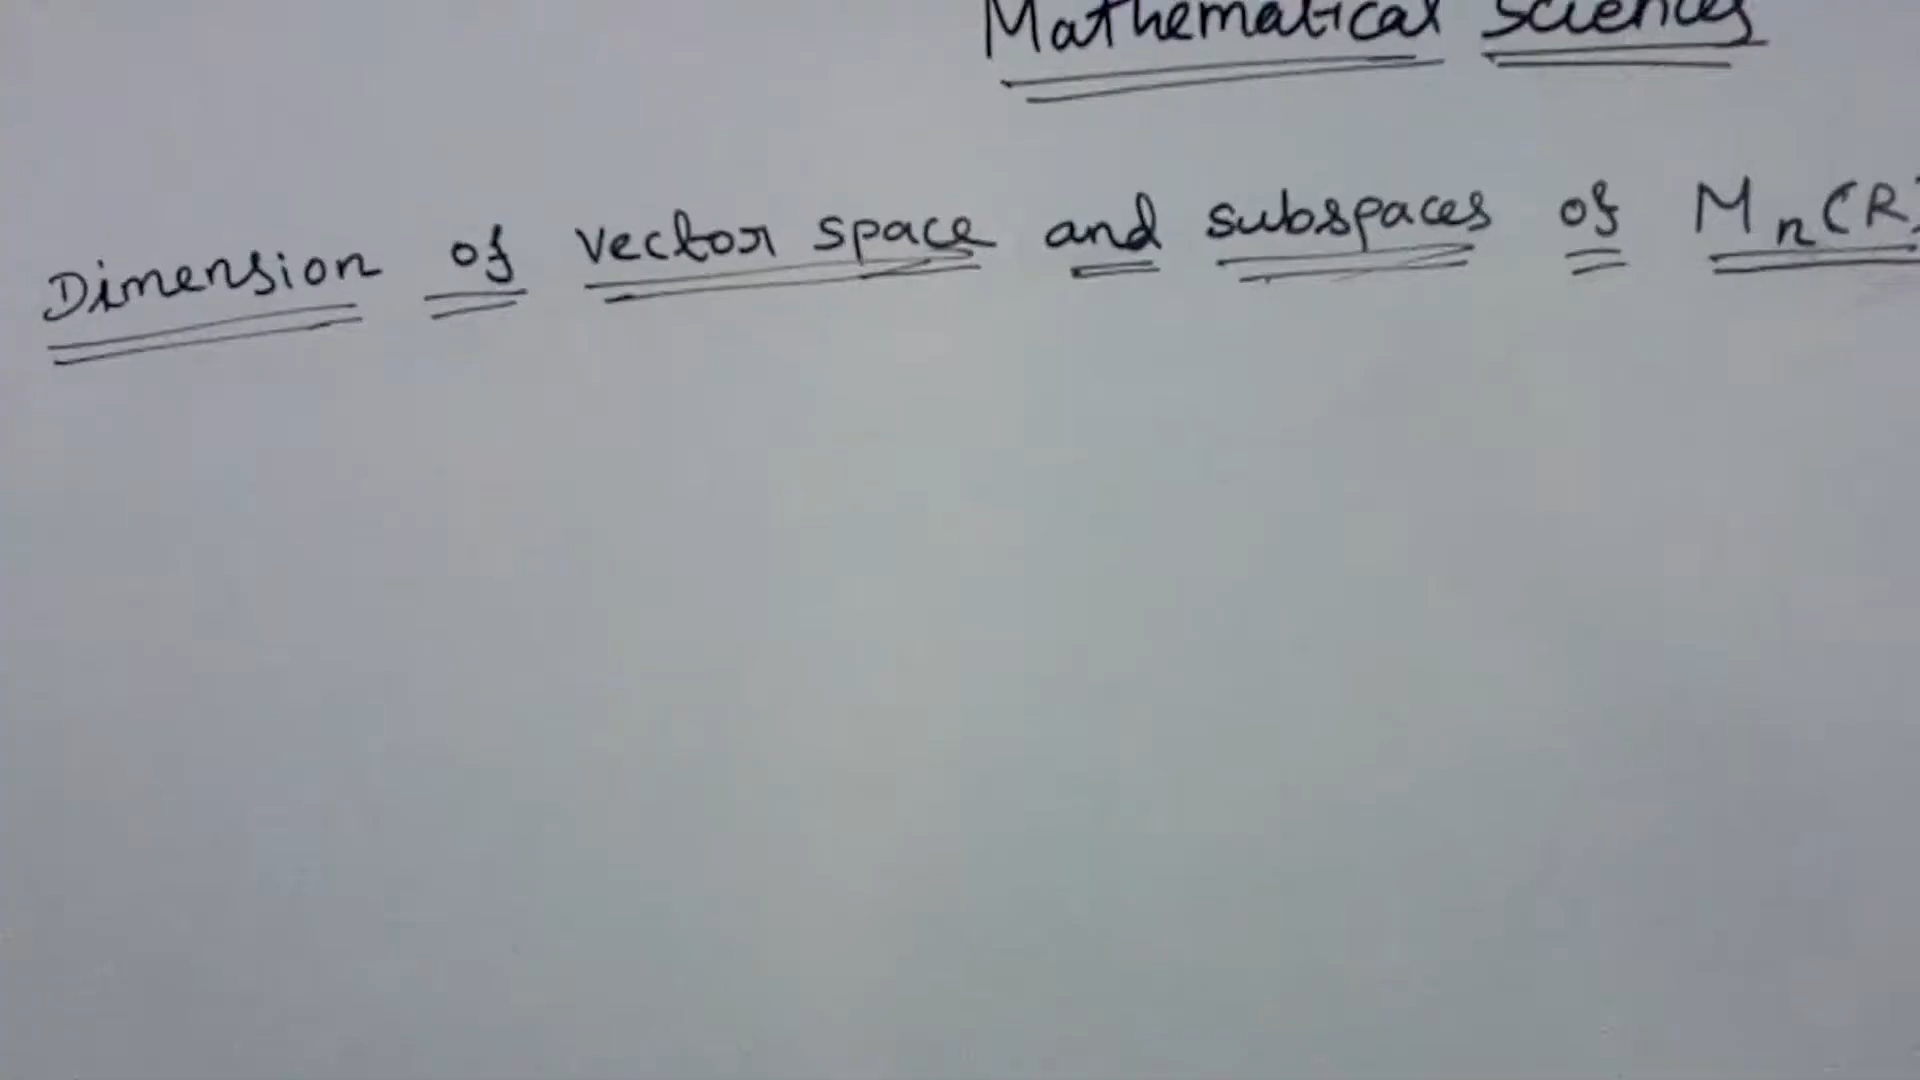 Mathematical Sciences
Dimension of vector space and subspaces of Mn(R)